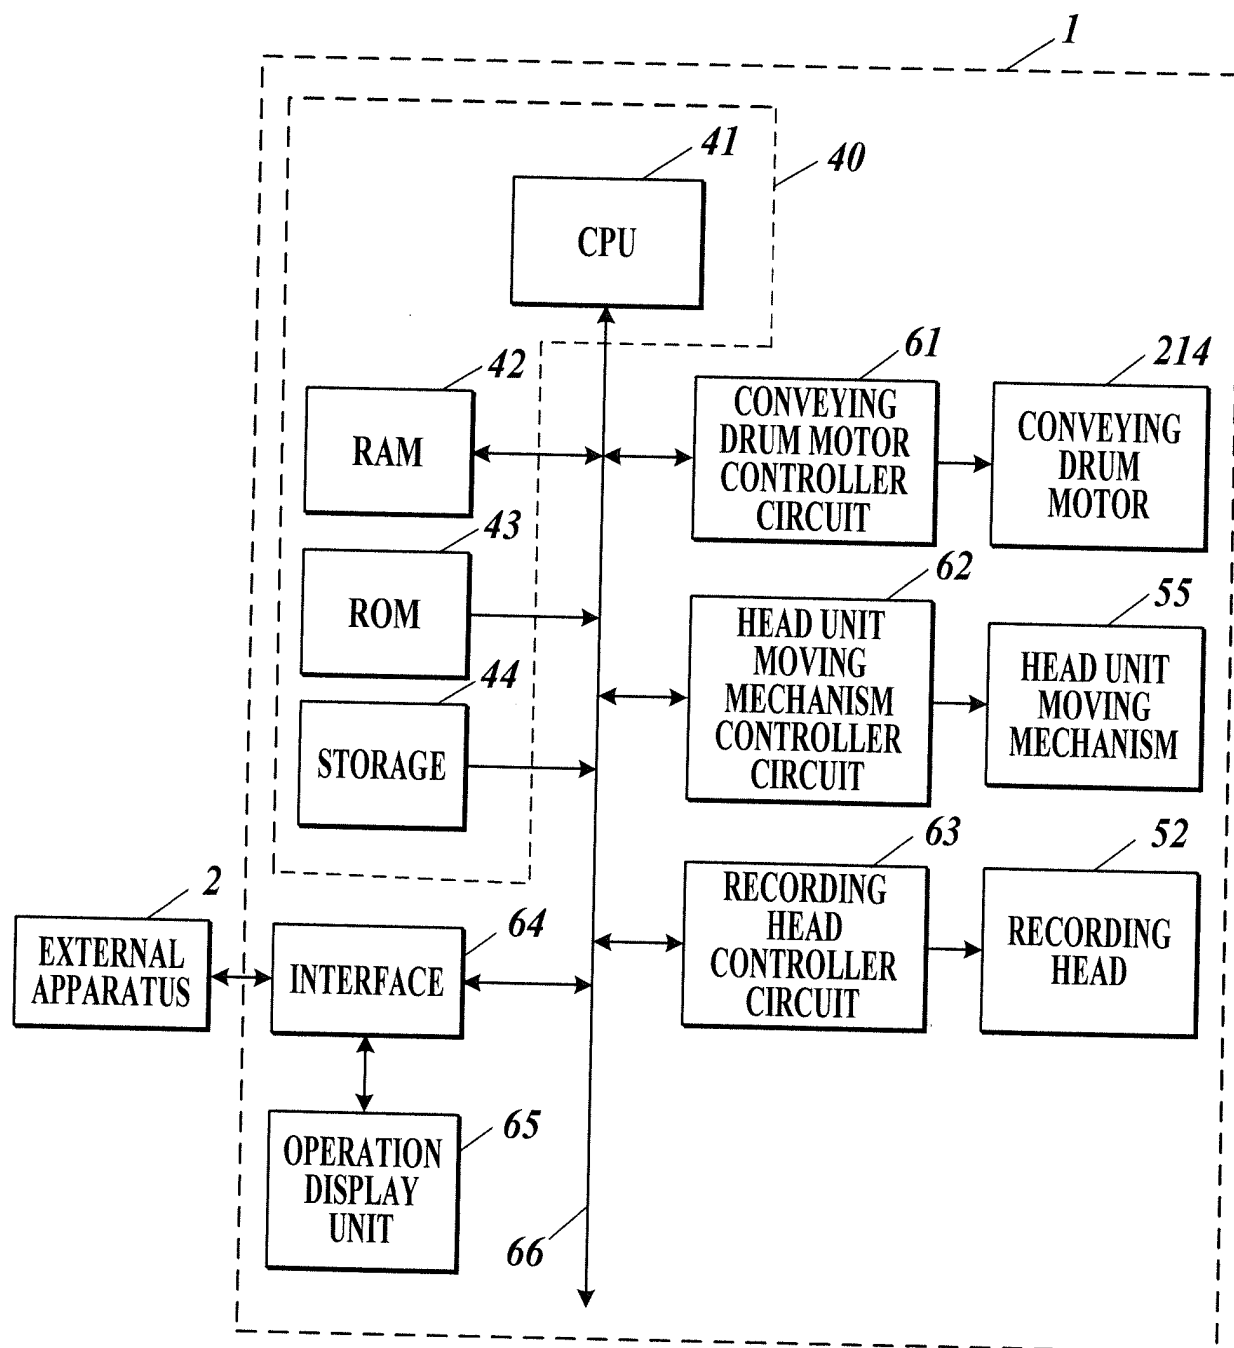 1
41
40
CPU
42
RAM
61
CONVEYING
DRUM MOTOR
CONTROLLER
CIRCUIT
214
CONVEYING
DRUM
MOTOR
43
ROM
62
HEAD UNIT
MOVING
MECHANISM
CONTROLLER
CIRCUIT
55
HEAD UNIT
MOVING
MECHANISM
44
STORAGE
63
RECORDING
HEAD
CONTROLLER
CIRCUIT
52
RECORDING
HEAD
2
EXTERNAL
APPARATUS
64
INTERFACE
65
OPERATION
DISPLAY
UNIT
66